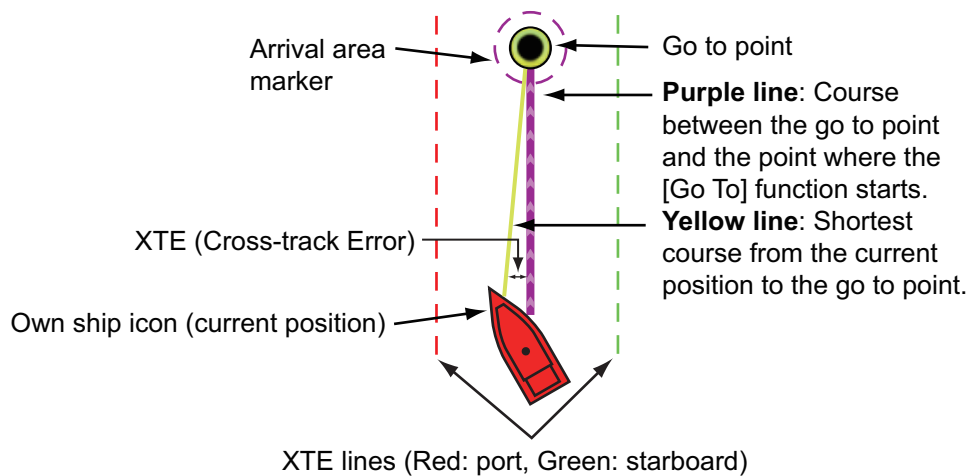 Arrival area
marker
Go to point
Purple line: Course
between the go to point
and the point where the
[Go To] function starts.
Yellow line: Shortest
course from the current
position to the go to point.
XTE (Cross-track Error)
Own ship icon (current position)
XTE lines (Red: port, Green: starboard)